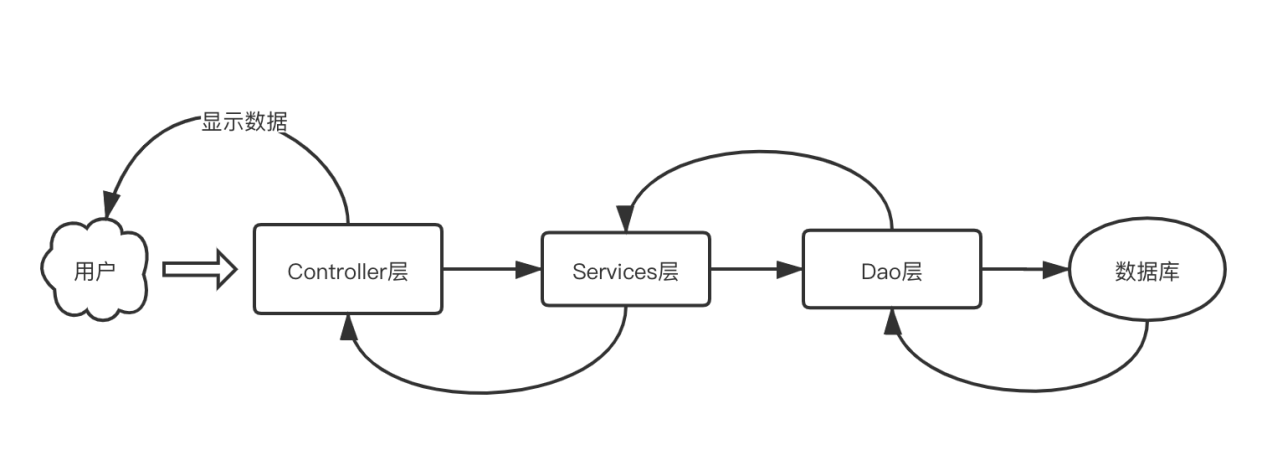 显示数据
用户
Controller层
Services层
Dao层
数据库